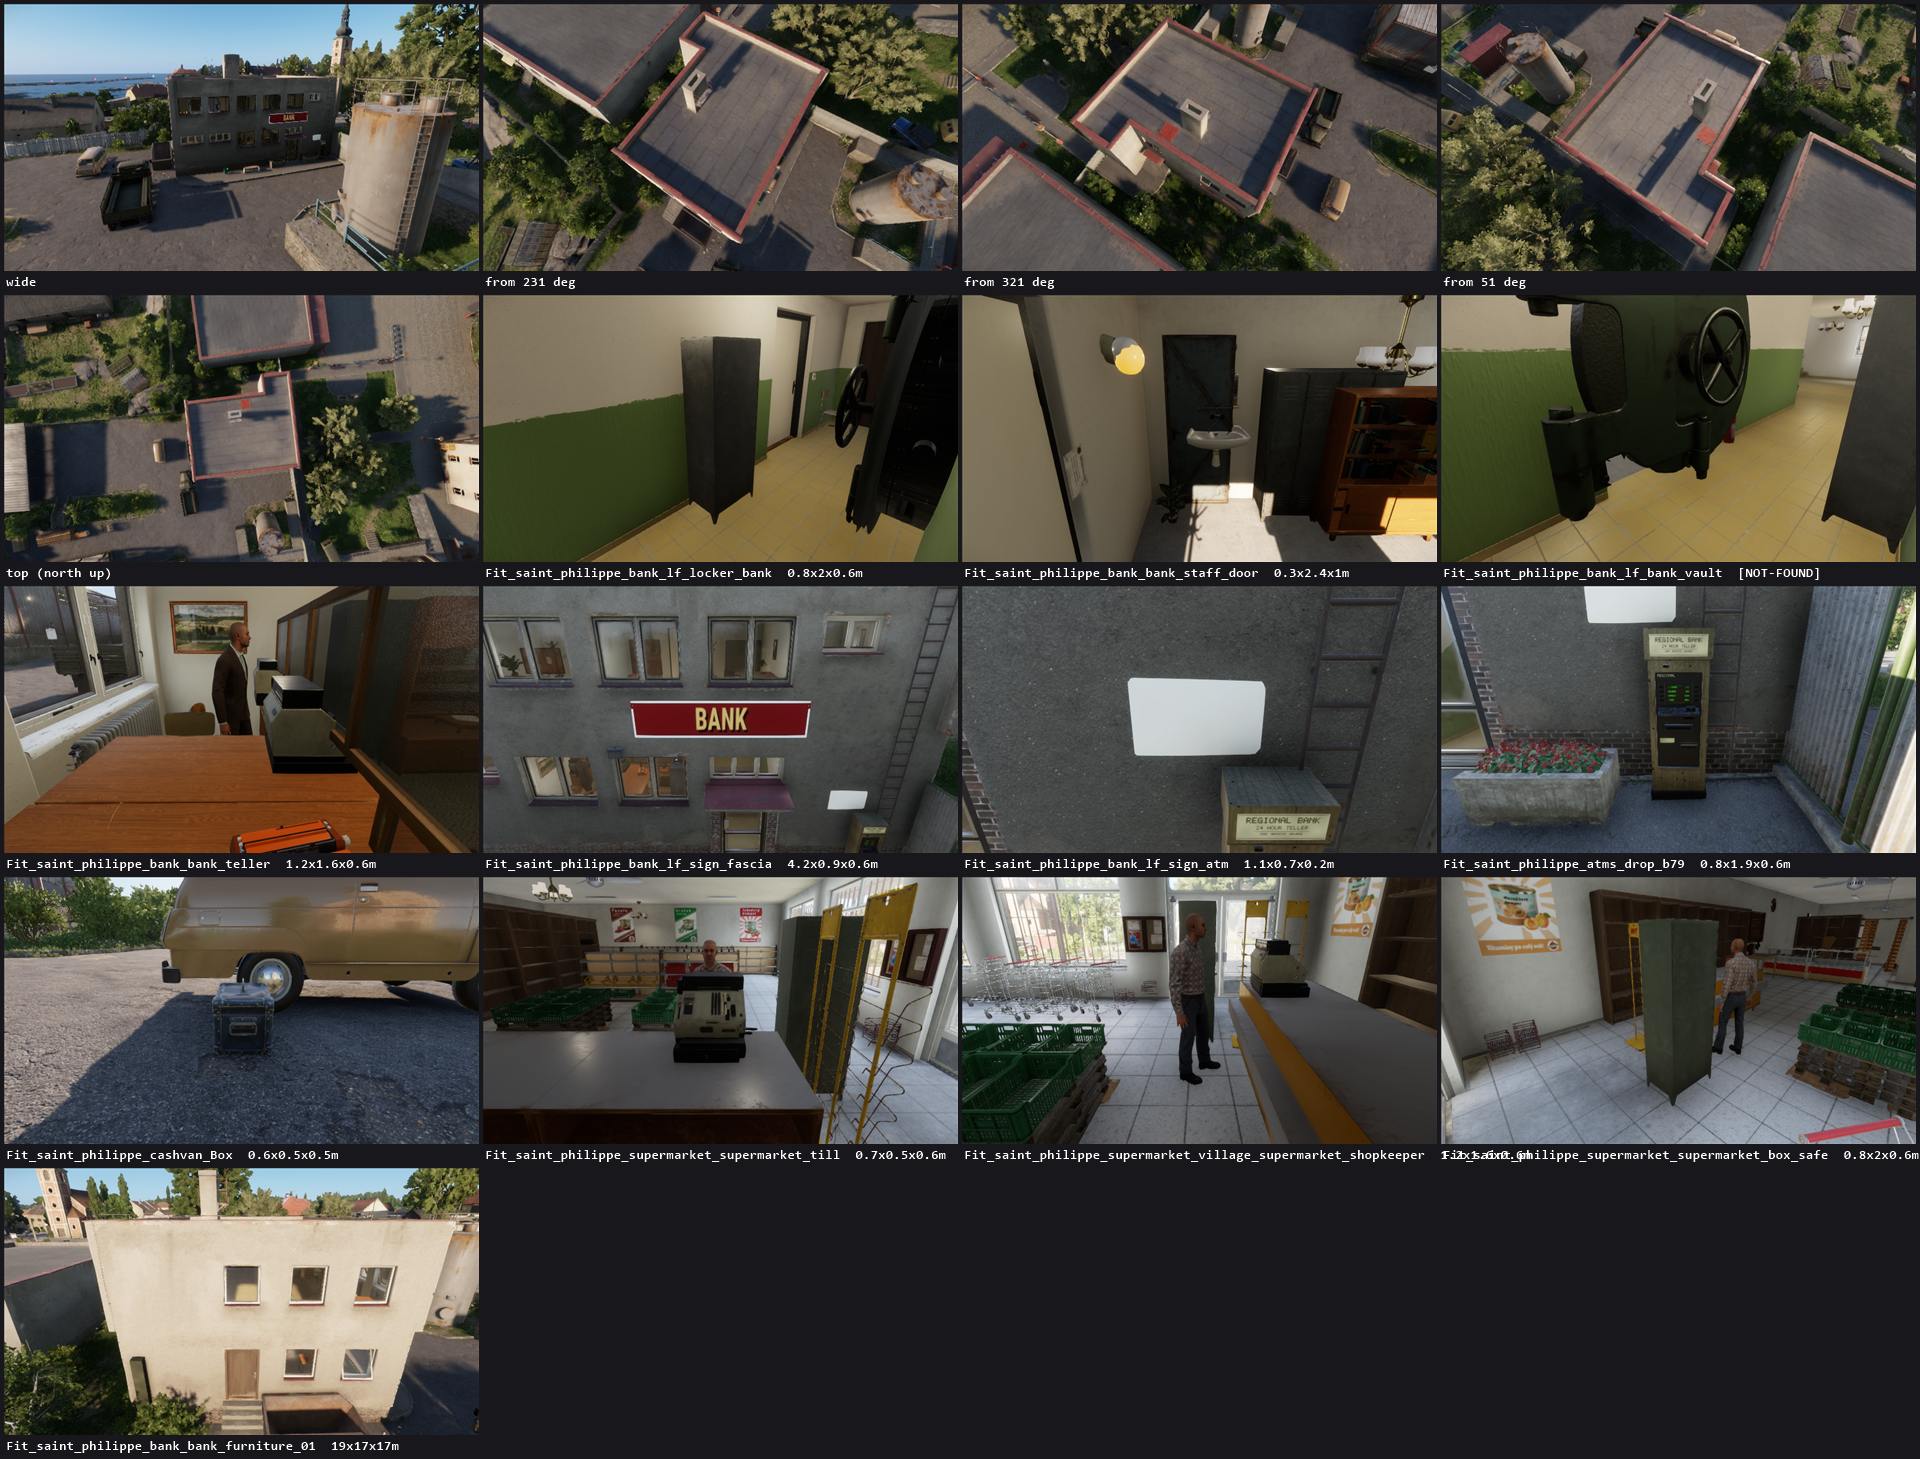 BANK
wide
from 231 deg
from 321 deg
from 51 deg
top (north up)
Fit_saint_philippe_bank_lf_locker_bank 0.8x2x0.6m
Fit_saint_philippe_bank_bank_staff_door 0.3x2.4x1m
Fit_saint_philippe_bank_lf_bank_vault [NOT-FOUND]
BANK
REGIONAL BANK
24 HOUR TELLER
REGIONAL BANK
24 HOUR TELLER
REGIONAL
Fit_saint_philippe_bank_bank_teller 1.2x1.6x0.6m
Fit_saint_philippe_bank_lf_sign_fascia 4.2x0.9x0.6m
Fit_saint_philippe_bank_lf_sign_atm 1.1x0.7x0.2m
Fit_saint_philippe_atms_drop_b79 0.8x1.9x0.6m
Fit_saint_philippe_cashvan_Box 0.6x0.5x0.5m
Fit_saint_philippe_supermarket_supermarket_till 0.7x0.5x0.6m
Fit_saint_philippe_supermarket_village_supermarket_shopkeeper
Fit_saint_philippe_supermarket_supermarket_box_safe 0.8x2x0.6m
Fit_saint_philippe_bank_bank_furniture_01 19x17x17m